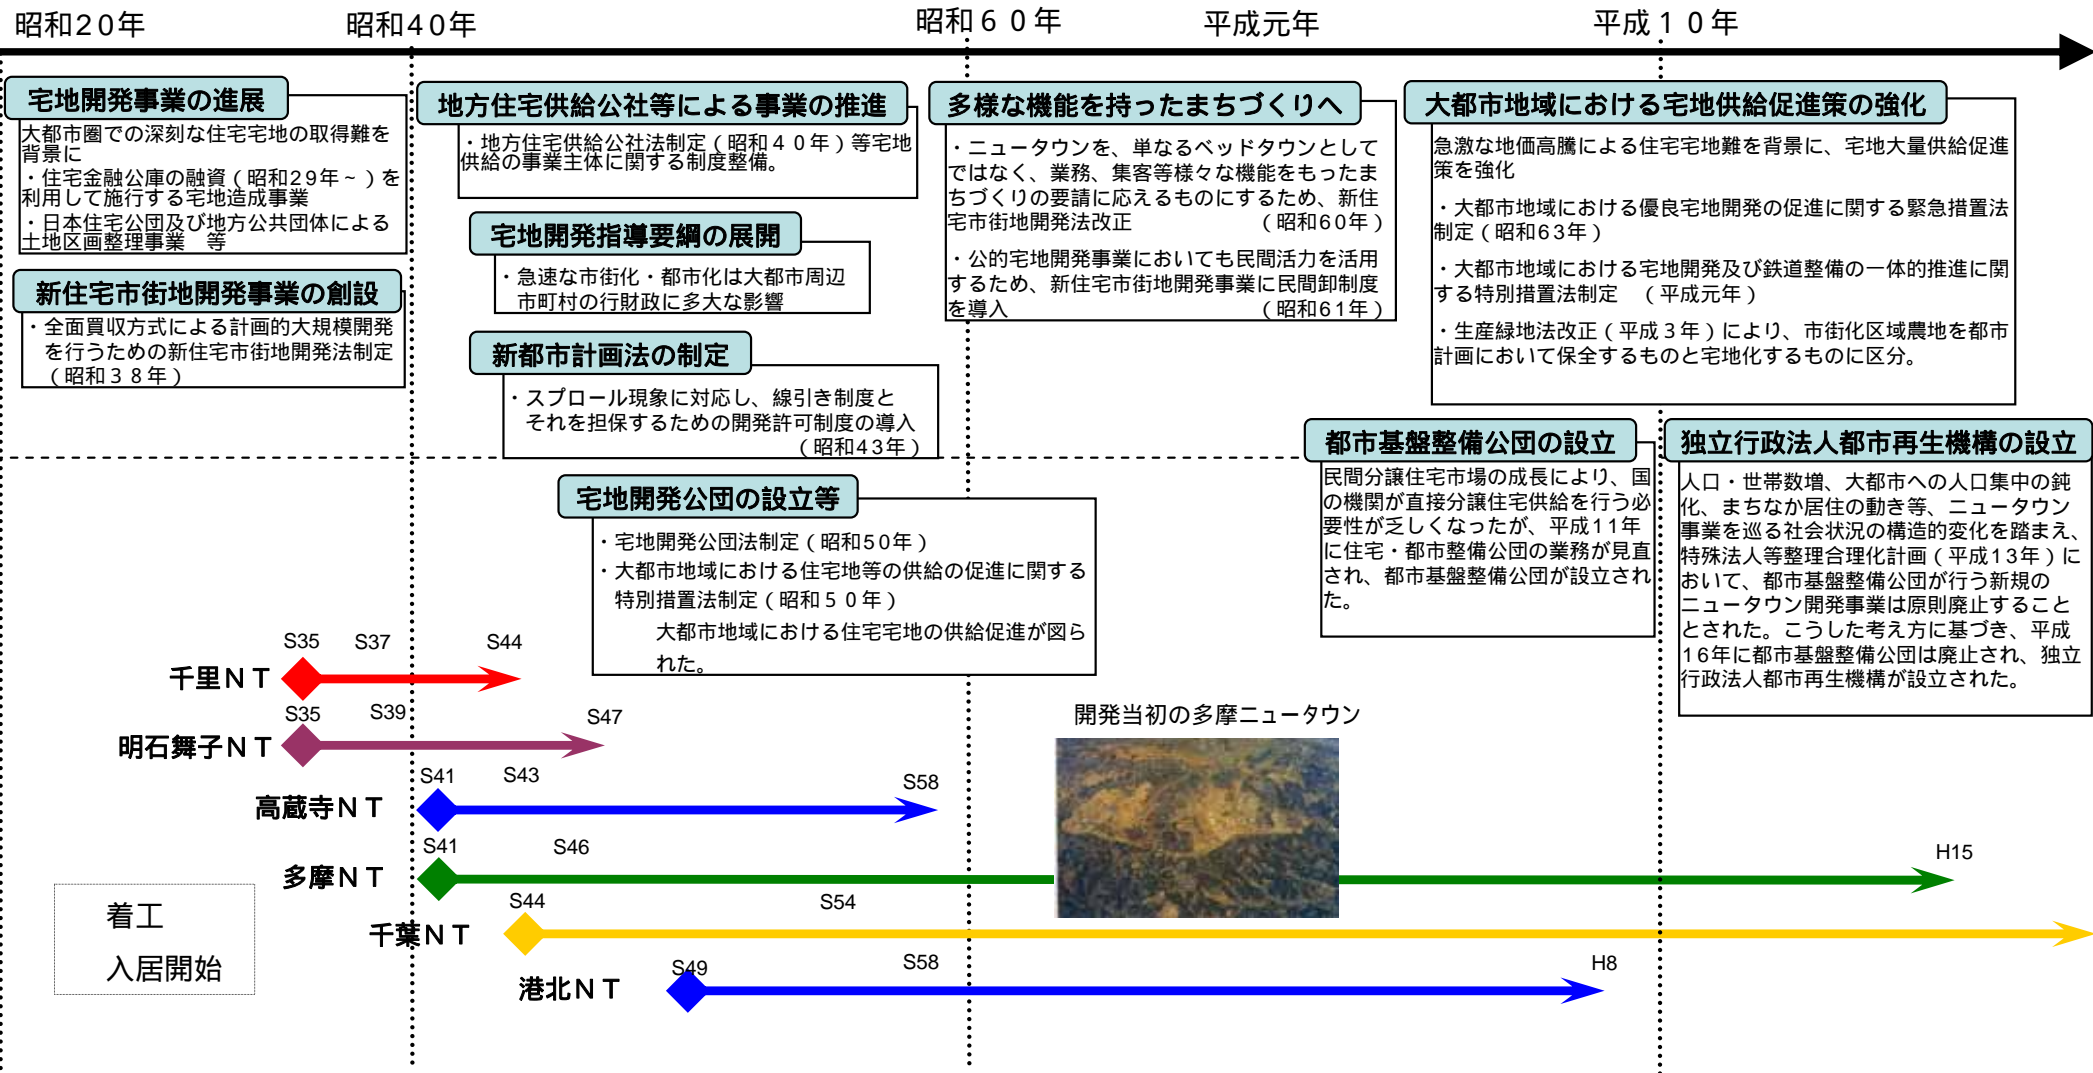 昭和20年
昭和40年
昭和６０年
平成元年
平成１０年
宅地開発事業の進展
大都市圏での深刻な住宅宅地の取得難を
背景に
・住宅金融公庫の融資（昭和29年～）を
利用して施行する宅地造成事業
・日本住宅公団及び地方公共団体による
土地区画整理事業　等
新住宅市街地開発事業の創設
・全面買収方式による計画的大規模開発
を行うための新住宅市街地開発法制定
（昭和３８年）
地方住宅供給公社等による事業の推進
・地方住宅供給公社法制定（昭和４０年）等宅地
供給の事業主体に関する制度整備。
宅地開発指導要綱の展開
・急速な市街化・都市化は大都市周辺
市町村の行財政に多大な影響
新都市計画法の制定
・スプロール現象に対応し、線引き制度と
それを担保するための開発許可制度の導入
（昭和43年）
多様な機能を持ったまちづくりへ
・ニュータウンを、単なるベッドタウンとして
ではなく、業務、集客等様々な機能をもったま
ちづくりの要請に応えるものにするため、新住
宅市街地開発法改正　　　　　（昭和60年）
・公的宅地開発事業においても民間活力を活用
するため、新住宅市街地開発事業に民間卸制度
を導入　　　　　　　　　　　（昭和61年）
大都市地域における宅地供給促進策の強化
急激な地価高騰による住宅宅地難を背景に、宅地大量供給促進
策を強化
・大都市地域における優良宅地開発の促進に関する緊急措置法
制定（昭和63年）
・大都市地域における宅地開発及び鉄道整備の一体的推進に関
する特別措置法制定　（平成元年）
・生産緑地法改正（平成３年）により、市街化区域農地を都市
計画において保全するものと宅地化するものに区分。
宅地開発公団の設立等
・宅地開発公団法制定（昭和50年）
・大都市地域における住宅地等の供給の促進に関する
特別措置法制定（昭和５０年）
大都市地域における住宅宅地の供給促進が図ら
れた。
都市基盤整備公団の設立
民間分譲住宅市場の成長により、国
の機関が直接分譲住宅供給を行う必
要性が乏しくなったが、平成11年
に住宅・都市整備公団の業務が見直
され、都市基盤整備公団が設立され
た。
独立行政法人都市再生機構の設立
人口・世帯数増、大都市への人口集中の鈍
化、まちなか居住の動き等、ニュータウン
事業を巡る社会状況の構造的変化を踏まえ、
特殊法人等整理合理化計画（平成13年）に
おいて、都市基盤整備公団が行う新規の
ニュータウン開発事業は原則廃止すること
とされた。こうした考え方に基づき、平成
16年に都市基盤整備公団は廃止され、独立
行政法人都市再生機構が設立された。
S35
S37
S44
千里ＮＴ
S35
S39
S47
明石舞子ＮＴ
S41
S43
S58
高蔵寺ＮＴ
S41
S46
H15
多摩ＮＴ
S44
S54
千葉ＮＴ
S49
S58
H8
港北ＮＴ
開発当初の多摩ニュータウン
着工
入居開始